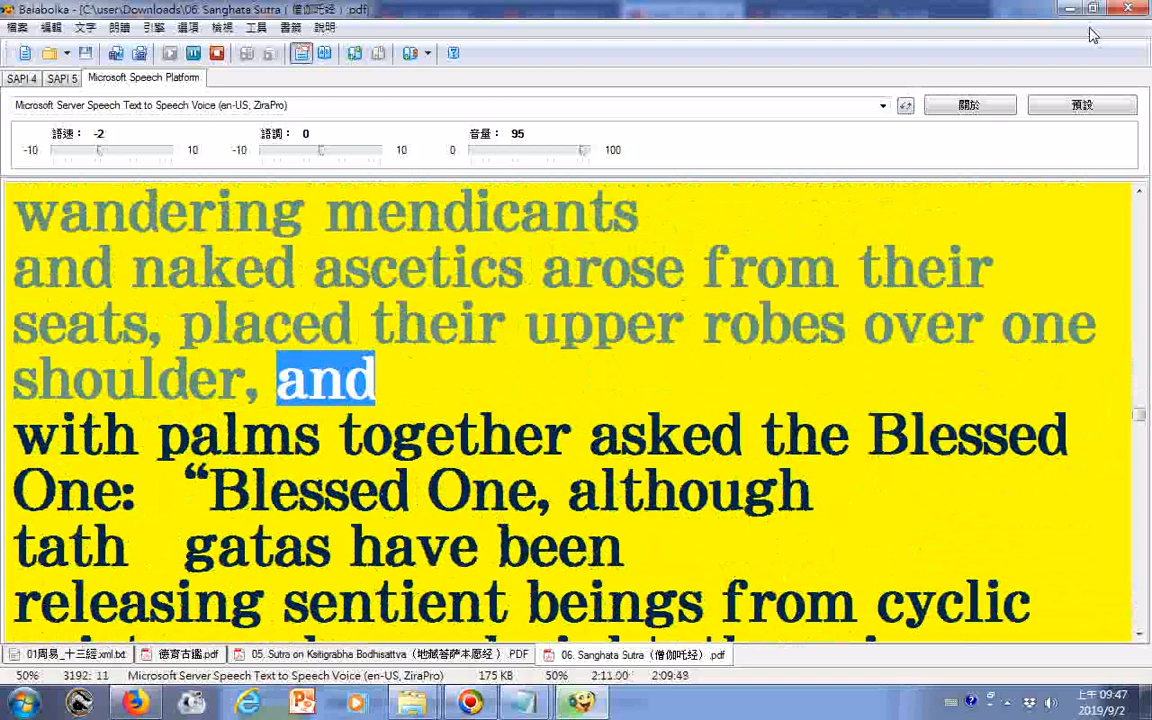 Balabolka - [C:\user\Downloads\06. Sanghata Sutra（僧伽吒经）.pdf]
檔案 編輯 文字 朗讀 引擎 選項 檢視 工具 書籤 說明
SAPI 4 SAPI 5 Microsoft Speech Platform
Microsoft Server Speech Text to Speech Voice (en-US, ZiraPro) 關於 預設
語速： -2 語調： 0 音量： 95
-10 10 -10 10 0 100
wandering mendicants
and naked ascetics arose from their
seats, placed their upper robes over one
shoulder, and
with palms together asked the Blessed
One: “Blessed One, although
tath gatas have been
releasing sentient beings from cyclic
01周易_十三經.xml.txt 德育古鑑.pdf 05. Sutra on Ksitigrabha Bodhisattva（地藏菩萨本愿经）.PDF 06. Sanghata Sutra（僧伽吒经）.pdf
50% 3192: 11 Microsoft Server Speech Text to Speech Voice (en-US, ZiraPro) 175 KB 50% 2:11:00 2:09:49
上午 09:47
2019/9/2